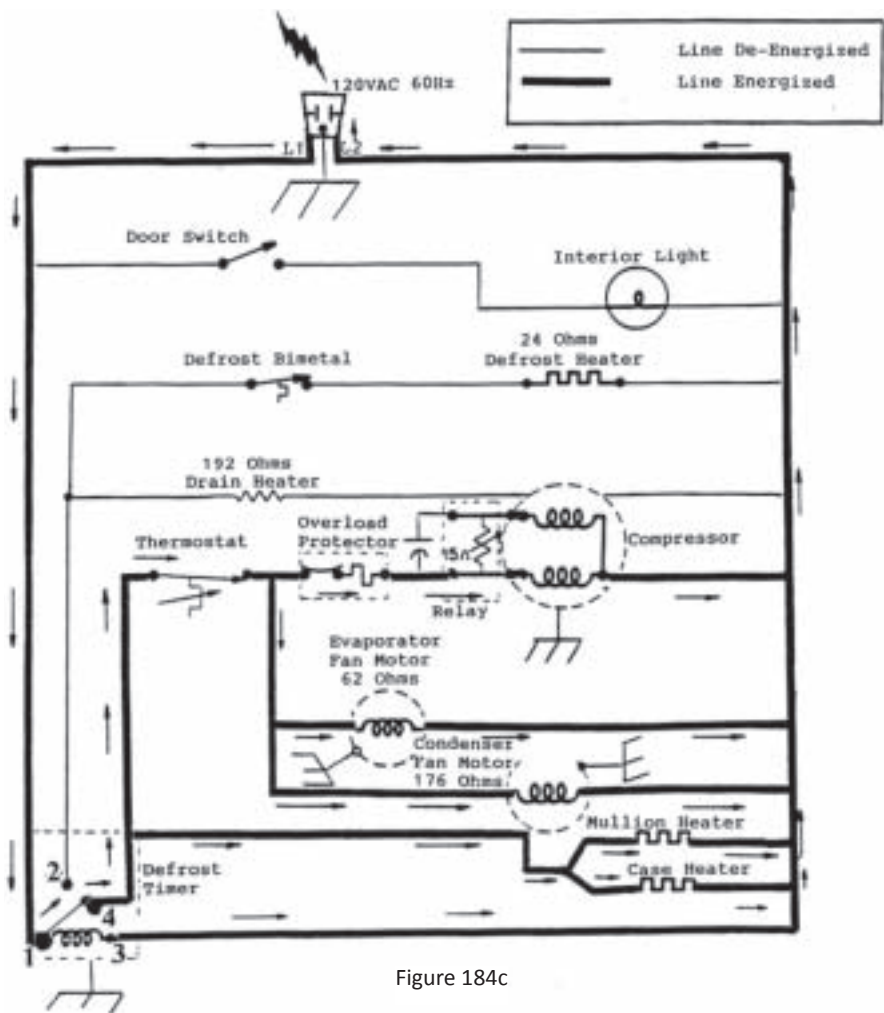 Line De-Energised
Line Energised
120VAC 60Hz
L1 L2
Door Switch
Interior Light
24 Ohms
Defrost Heater
Defrost Bimetal
192 Ohms
Drain Heater
Overload
Protector
Thermostat
15Ω
Compressor
Relay
Evaporator
Fan Motor
62 Ohms
Condenser
Fan Motor
176 Ohms
Mullion Heater
Case Heater
Defrost
Timer
2
4
1 3
Figure 184c